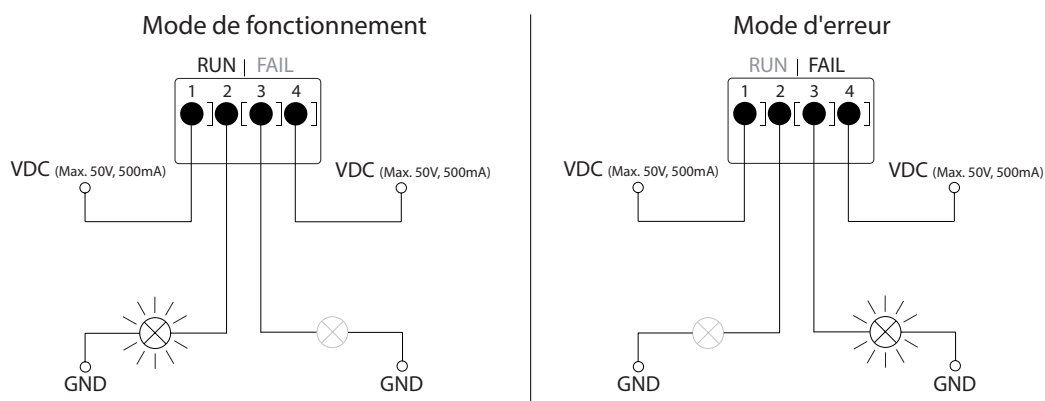 Mode de fonctionnement
RUN | FAIL
1 2 3 4
VDC (Max. 50V, 500mA)
VDC (Max. 50V, 500mA)
GND
GND
Mode d'erreur
RUN | FAIL
1 2 3 4
VDC (Max. 50V, 500mA)
VDC (Max. 50V, 500mA)
GND
GND